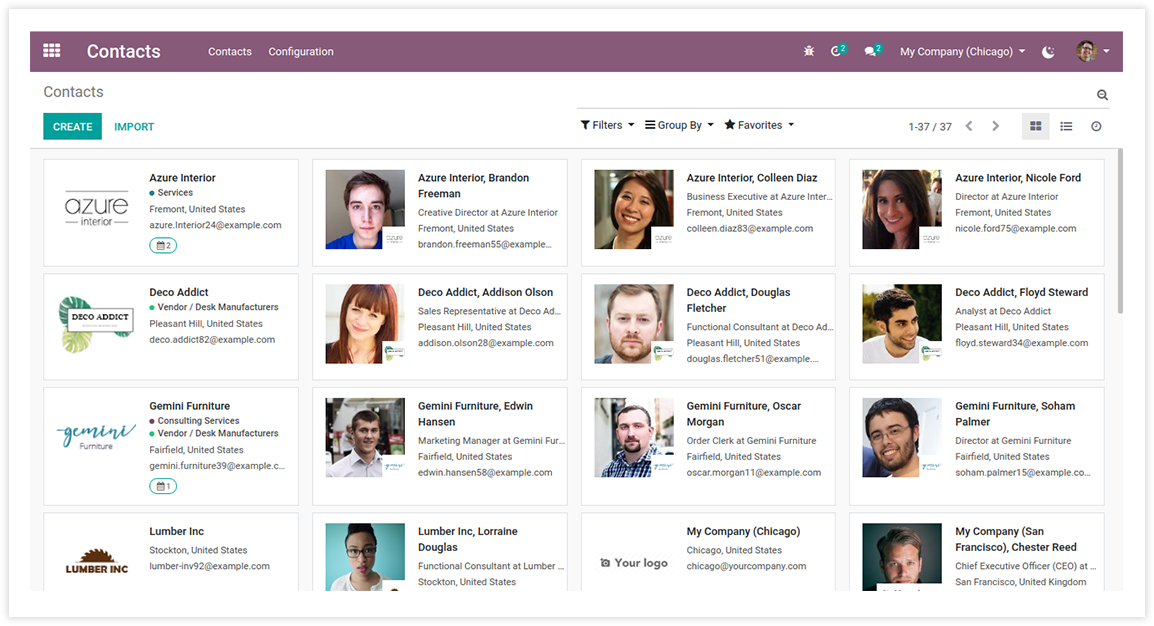 Contacts
Contacts Configuration
2 2 My Company (Chicago)
Contacts
CREATE IMPORT
Filters Group By Favorites 1-37 / 37
azure
interior
Azure Interior
Services
Fremont, United States
azure.Interior24@example.com
2
Azure Interior, Brandon
Freeman
Creative Director at Azure Interior
Fremont, United States
brandon.freeman55@example...
Azure Interior, Colleen Diaz
Business Executive at Azure Inter...
Fremont, United States
colleen.diaz83@example.com
Azure Interior, Nicole Ford
Director at Azure Interior
Fremont, United States
nicole.ford75@example.com
DECO ADDICT
Deco Addict
Vendor / Desk Manufacturers
Pleasant Hill, United States
deco.addict82@example.com
Deco Addict, Addison Olson
Sales Representative at Deco Ad...
Pleasant Hill, United States
addison.olson28@example.com
Deco Addict, Douglas
Fletcher
Functional Consultant at Deco Ad...
Pleasant Hill, United States
douglas.fletcher51@example....
Deco Addict, Floyd Steward
Analyst at Deco Addict
Pleasant Hill, United States
floyd.steward34@example.com
gemini
Furniture
Gemini Furniture
Consulting Services
Vendor / Desk Manufacturers
Fairfield, United States
gemini.furniture39@example.c...
1
Gemini Furniture, Edwin
Hansen
Marketing Manager at Gemini Fur...
Fairfield, United States
edwin.hansen58@example.com
Gemini Furniture, Oscar
Morgan
Order Clerk at Gemini Furniture
Fairfield, United States
oscar.morgan11@example.com
Gemini Furniture, Soham
Palmer
Director at Gemini Furniture
Fairfield, United States
soham.palmer15@example.co...
LUMBER INC
Lumber Inc
Stockton, United States
lumber-inv92@example.com
Lumber Inc, Lorraine
Douglas
Functional Consultant at Lumber ...
Stockton, United States
Your logo
My Company (Chicago)
Chicago, United States
chicago@yourcompany.com
My Company (San
Francisco), Chester Reed
Chief Executive Officer (CEO) at ...
San Francisco, United Kingdom